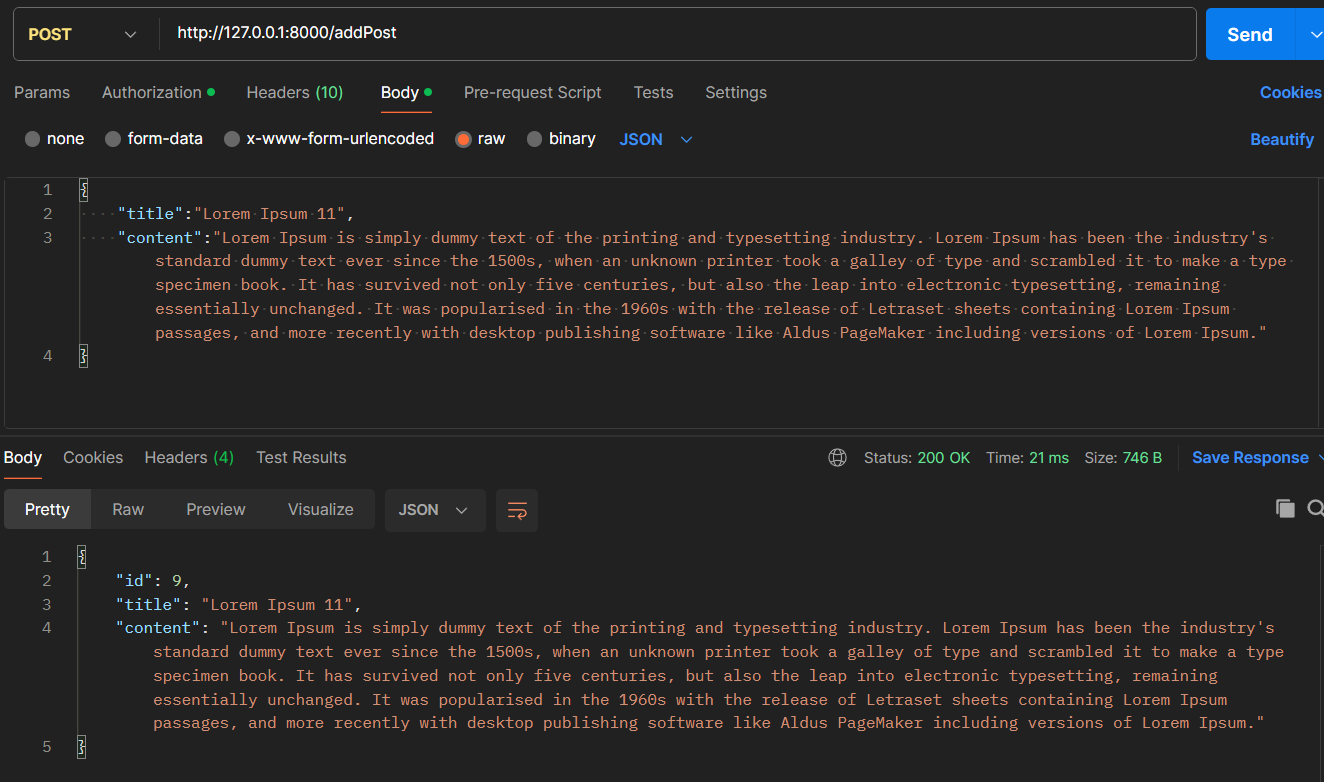 POST http://127.0.0.1:8000/addPost Send
Params Authorization Headers (10) Body Pre-request Script Tests Settings Cookies
none form-data x-www-form-urlencoded raw binary JSON Beautify
1 {
2 "title":"Lorem Ipsum 11",
3 "content":"Lorem Ipsum is simply dummy text of the printing and typesetting industry. Lorem Ipsum has been the industry's
standard dummy text ever since the 1500s, when an unknown printer took a galley of type and scrambled it to make a type
specimen book. It has survived not only five centuries, but also the leap into electronic typesetting, remaining
essentially unchanged. It was popularised in the 1960s with the release of Letraset sheets containing Lorem Ipsum
passages, and more recently with desktop publishing software like Aldus PageMaker including versions of Lorem Ipsum."
4 }
Body Cookies Headers (4) Test Results Status: 200 OK Time: 21 ms Size: 746 B Save Response
Pretty Raw Preview Visualize JSON
1 {
2 "id": 9,
3 "title": "Lorem Ipsum 11",
4 "content": "Lorem Ipsum is simply dummy text of the printing and typesetting industry. Lorem Ipsum has been the industry's
standard dummy text ever since the 1500s, when an unknown printer took a galley of type and scrambled it to make a type
specimen book. It has survived not only five centuries, but also the leap into electronic typesetting, remaining
essentially unchanged. It was popularised in the 1960s with the release of Letraset sheets containing Lorem Ipsum
passages, and more recently with desktop publishing software like Aldus PageMaker including versions of Lorem Ipsum."
5 }